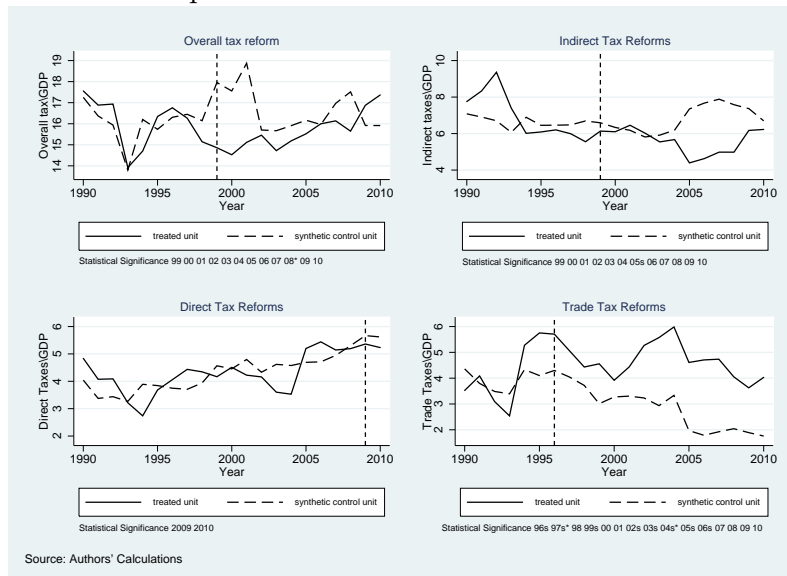 Overall tax reform
Overall tax\GDP
19
18
17
16
15
14
1990 1995 2000 2005 2010
Year
treated unit synthetic control unit
Statistical Significance 99 00 01 02 03 04 05 06 07 08* 09 10
Indirect Tax Reforms
Indirect taxes\GDP
10
8
6
4
1990 1995 2000 2005 2010
Year
treated unit synthetic control unit
Statistical Significance 99 00 01 02 03 04 05s 06 07 08 09 10
Direct Tax Reforms
Direct Taxes\GDP
6
5
4
3
2
1990 1995 2000 2005 2010
Year
treated unit synthetic control unit
Statistical Significance 2009 2010
Trade Tax Reforms
Trade Taxes\GDP
6
5
4
3
2
1990 1995 2000 2005 2010
Year
treated unit synthetic control unit
Statistical Significance 96s 97s* 98 99s 00 01 02s 03s 04s* 05s 06s 07 08 09 10
Source: Authors' Calculations